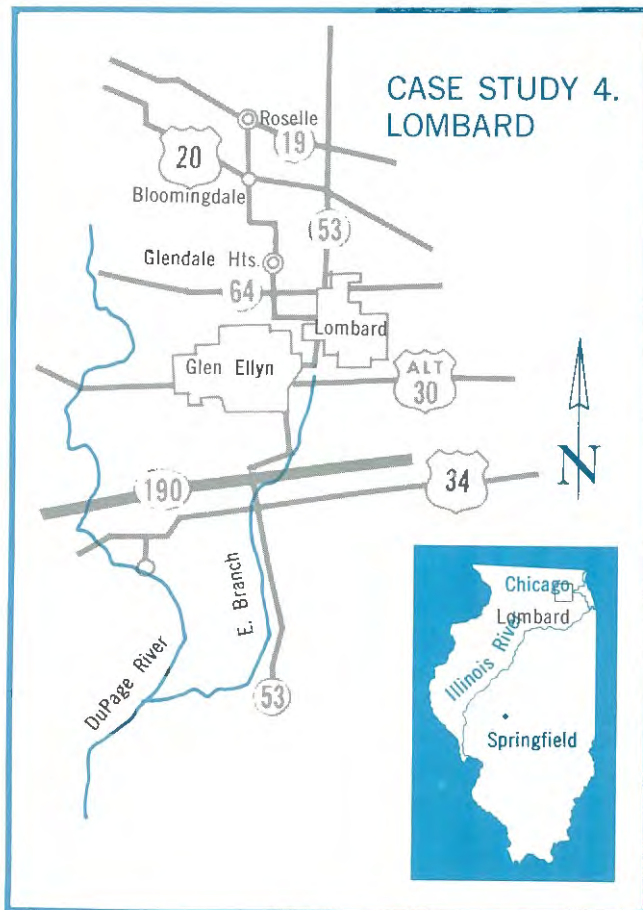 CASE STUDY 4.
LOMBARD
Roselle
19
20
Bloomingdale
53
Glendale Hts.
64
Lombard
Glen Ellyn
ALT
30
N
190
34
E. Branch
DuPage River
53
Chicago
Lombard
Illinois River
Springfield